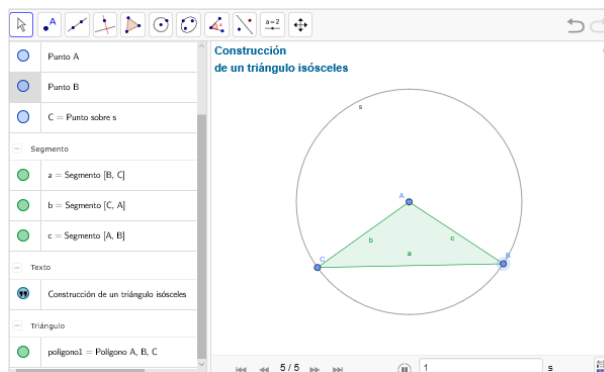 A
a=2
Punto A
Punto B
C = Punto sobre s
Segmento
a = Segmento [B, C]
b = Segmento [C, A]
c = Segmento [A, B]
Texto
Construcción de un triángulo isósceles
Triángulo
polígono1 = Polígono A, B, C
Construcción
de un triángulo isósceles
s
A
b
c
a
C
B
5 / 5
1
s